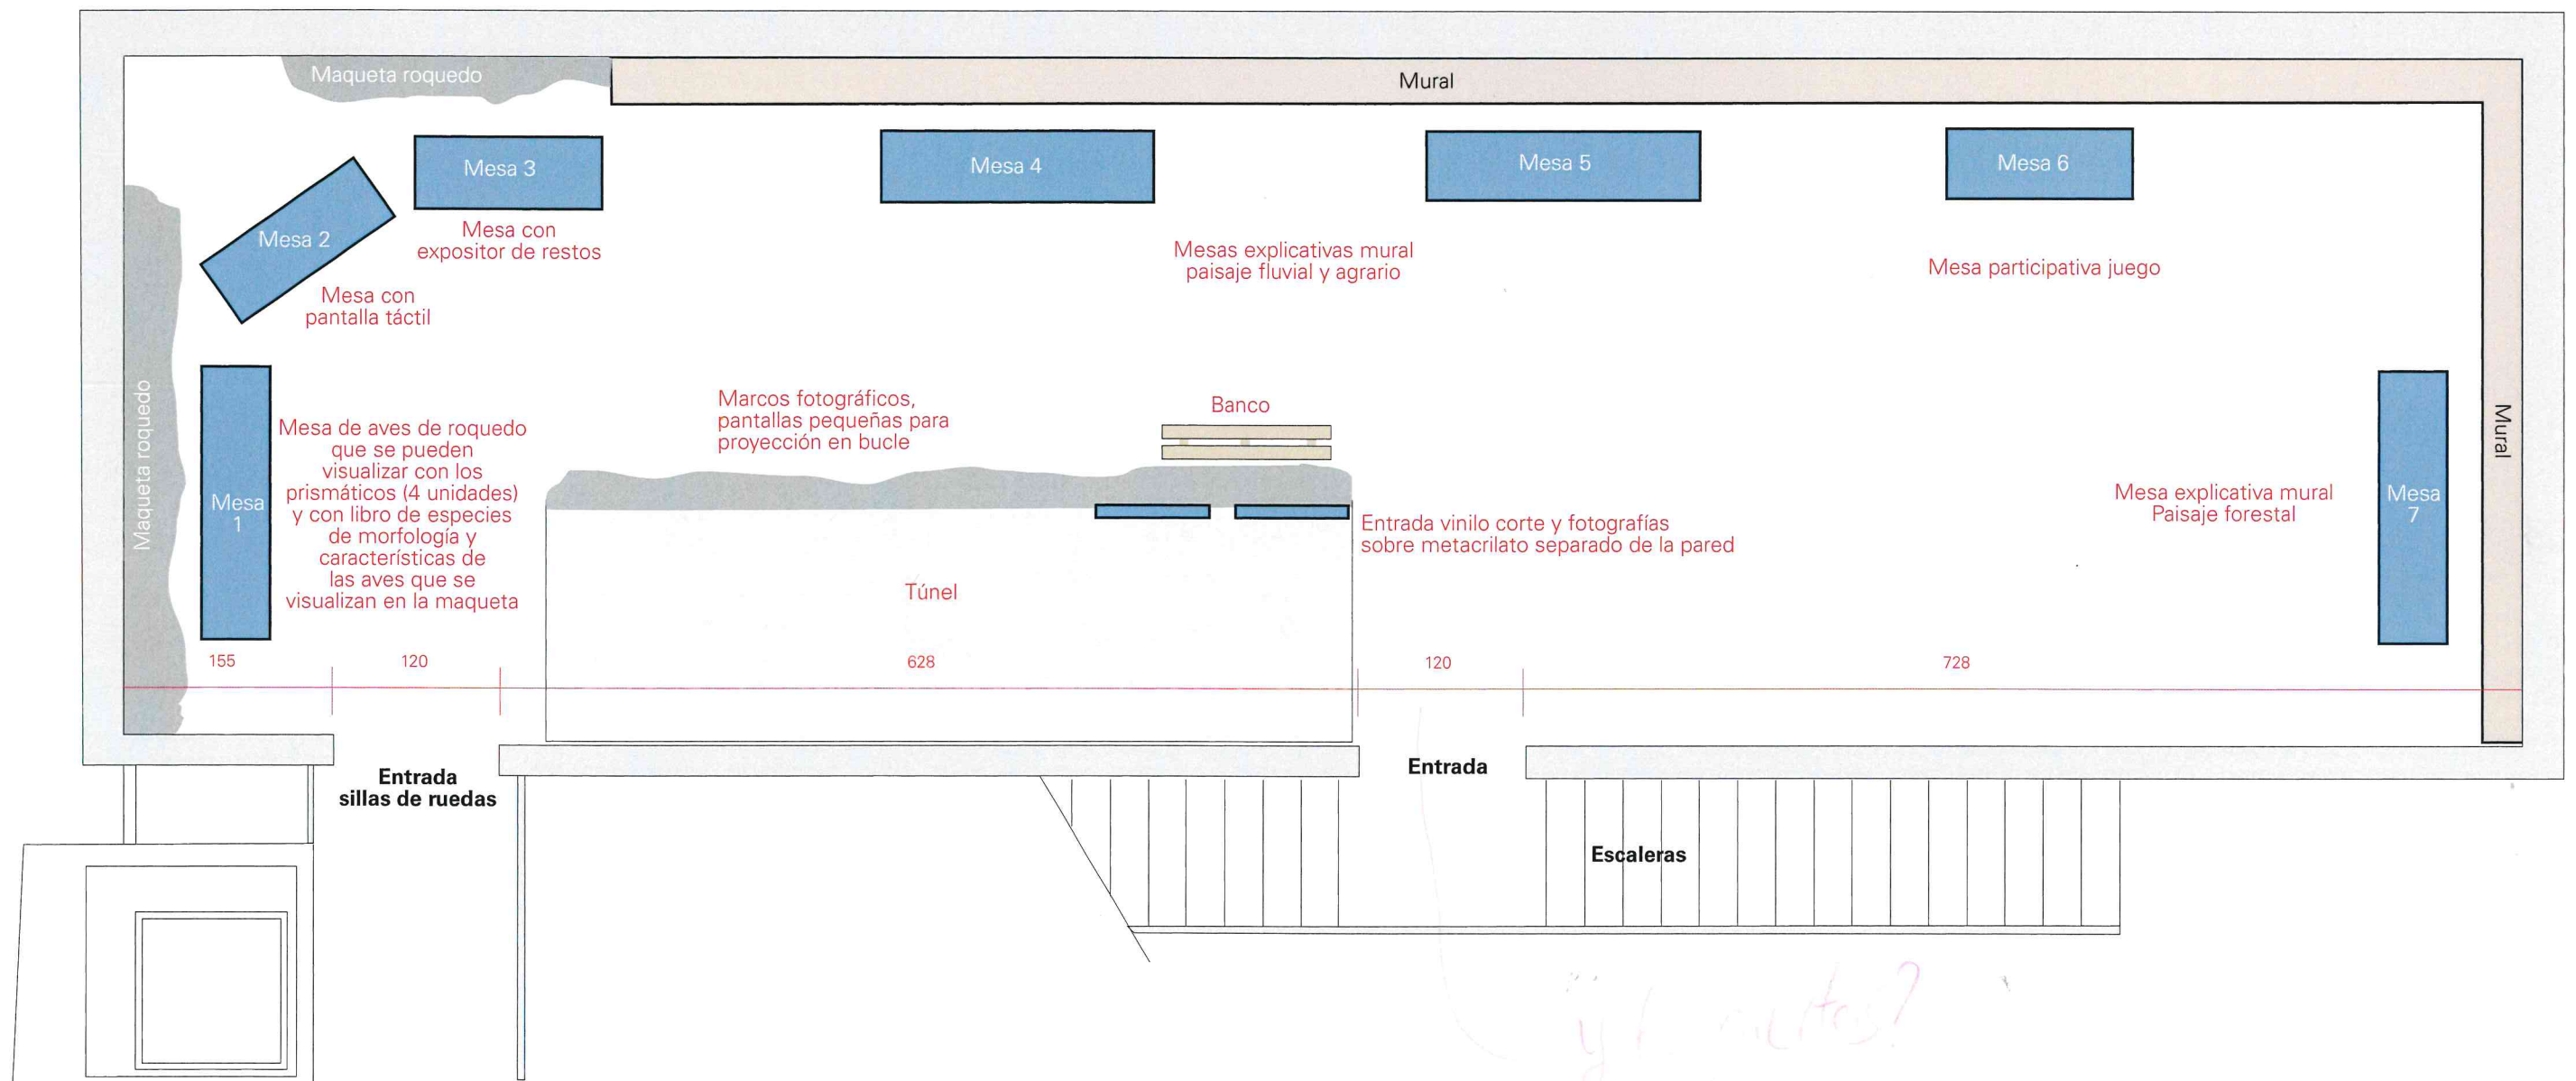 Maqueta roquedo
Mural
Mesa 3
Mesa 4
Mesa 5
Mesa 6
Mesa 2
Mesa con
expositor de restos
Mesas explicativas mural
paisaje fluvial y agrario
Mesa participativa juego
Mesa con
pantalla táctil
Maqueta roquedo
Mesa
1
Mesa de aves de roquedo
que se pueden
visualizar con los
prismáticos (4 unidades)
y con libro de especies
de morfología y
características de
las aves que se
visualizan en la maqueta
Marcos fotográficos,
pantallas pequeñas para
proyección en bucle
Banco
Entrada vinilo corte y fotografías
sobre metacrilato separado de la pared
Túnel
Mesa explicativa mural
Paisaje forestal
Mesa
7
Mural
155
120
628
120
728
Entrada
sillas de ruedas
Entrada
Escaleras